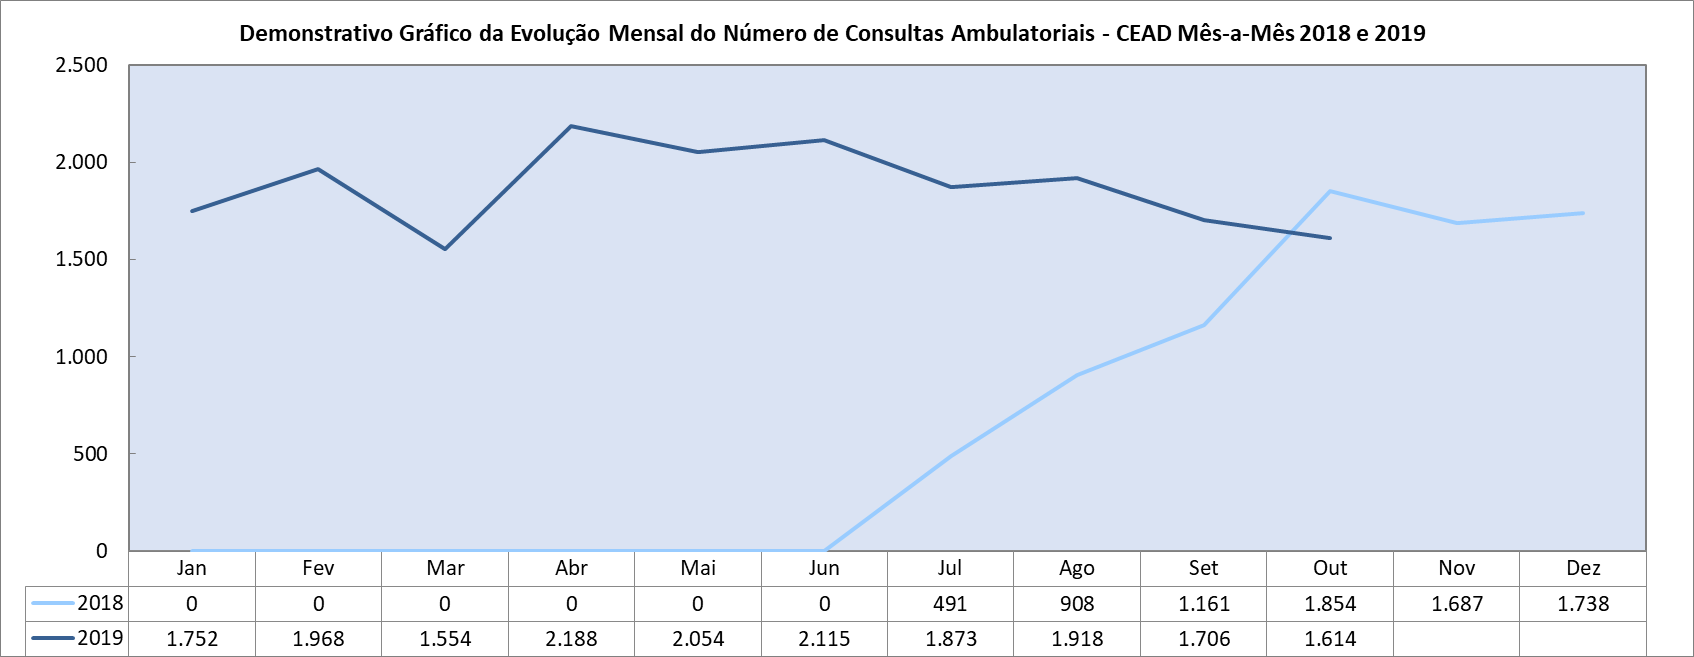 Demonstrativo Gráfico da Evolução Mensal do Número de Consultas Ambulatoriais - CEAD Mês-a-Mês 2018 e 2019
2.500
2.000
1.500
1.000
500
0
Jan Fev Mar Abr Mai Jun Jul Ago Set Out Nov Dez
2018 0 0 0 0 0 0 491 908 1.161 1.854 1.687 1.738
2019 1.752 1.968 1.554 2.188 2.054 2.115 1.873 1.918 1.706 1.614